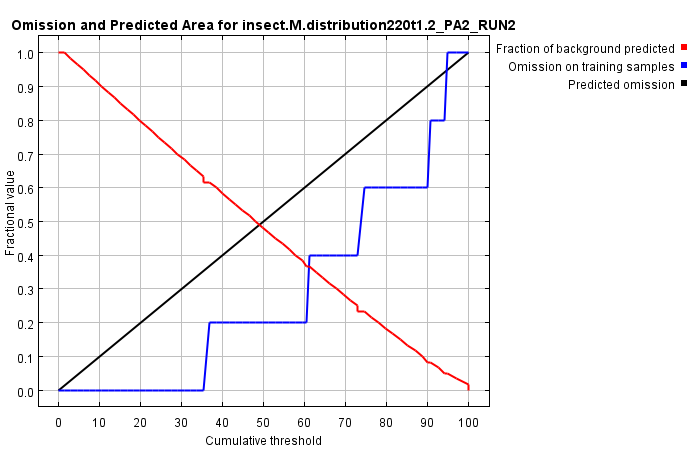 Omission and Predicted Area for insect.M.distribution220t1.2_PA2_RUN2
Fraction of background predicted
Omission on training samples
Predicted omission
Fractional value
1.0
0.9
0.8
0.7
0.6
0.5
0.4
0.3
0.2
0.1
0.0
0 10 20 30 40 50 60 70 80 90 100
Cumulative threshold